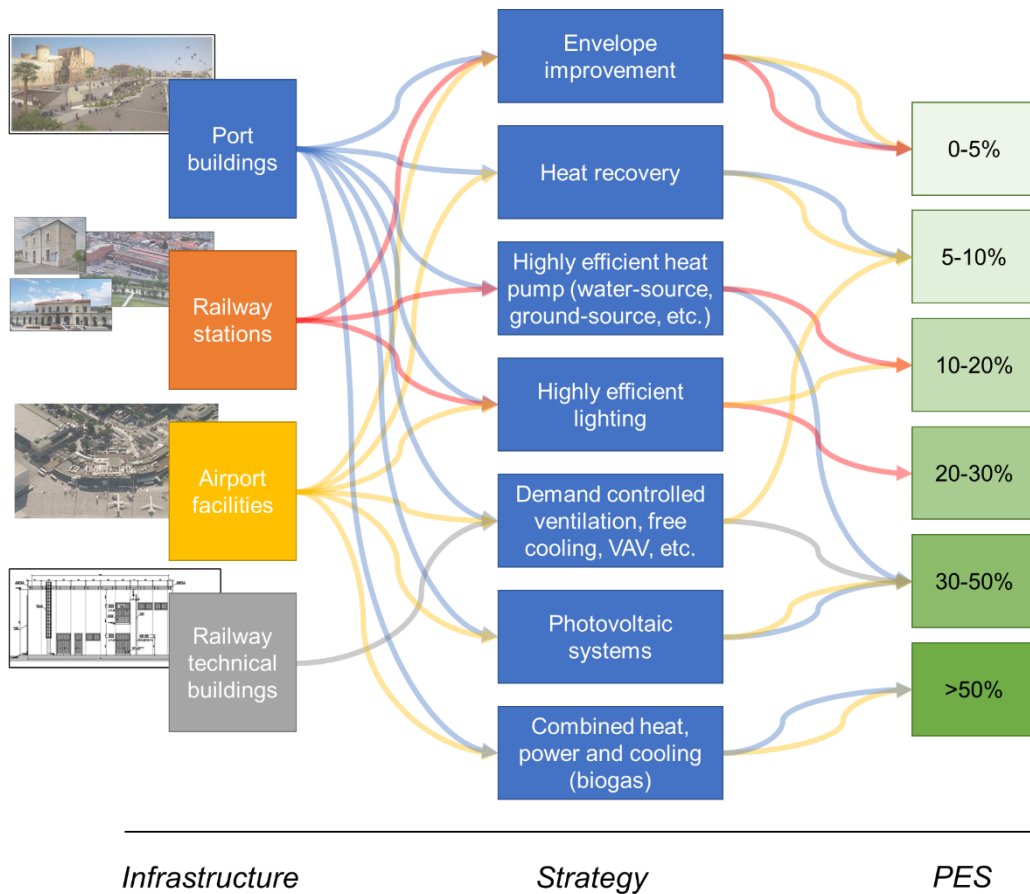 Port
buildings
Railway
stations
Airport
facilities
Railway
technical
buildings
Envelope
improvement
Heat recovery
Highly efficient heat
pump (water-source,
ground-source, etc.)
Highly efficient
lighting
Demand controlled
ventilation, free
cooling, VAV, etc.
Photovoltaic
systems
Combined heat,
power and cooling
(biogas)
0-5%
5-10%
10-20%
20-30%
30-50%
>50%
Infrastructure
Strategy
PES